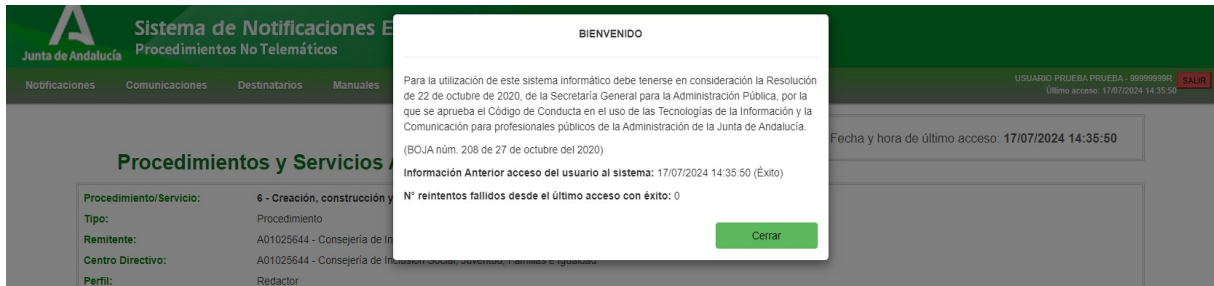 Sistema de Notificaciones E
Procedimientos No Telemáticos
Junta de Andalucía
Notificaciones Comunicaciones Destinatarios Manuales
USUARIO PRUEBA PRUEBA - 99999999R
Último acceso: 17/07/2024 14:35:50
SALIR
BIENVENIDO
Para la utilización de este sistema informático debe tenerse en consideración la Resolución
de 22 de octubre de 2020, de la Secretaría General para la Administración Pública, por la
que se aprueba el Código de Conducta en el uso de las Tecnologías de la Información y la
Comunicación para profesionales públicos de la Administración de la Junta de Andalucía.
(BOJA núm. 208 de 27 de octubre del 2020)
Información Anterior acceso del usuario al sistema: 17/07/2024 14:35:50 (Éxito)
N° reintentos fallidos desde el último acceso con éxito: 0
Cerrar
Fecha y hora de último acceso: 17/07/2024 14:35:50
Procedimientos y Servicios
Procedimiento/Servicio: 6 - Creación, construcción y
Tipo: Procedimiento
Remitente: A01025644 - Consejería de In
Centro Directivo: A01025644 - Consejería de Inclusión Social, Juventud, Familias e Igualdad
Perfil: Redactor